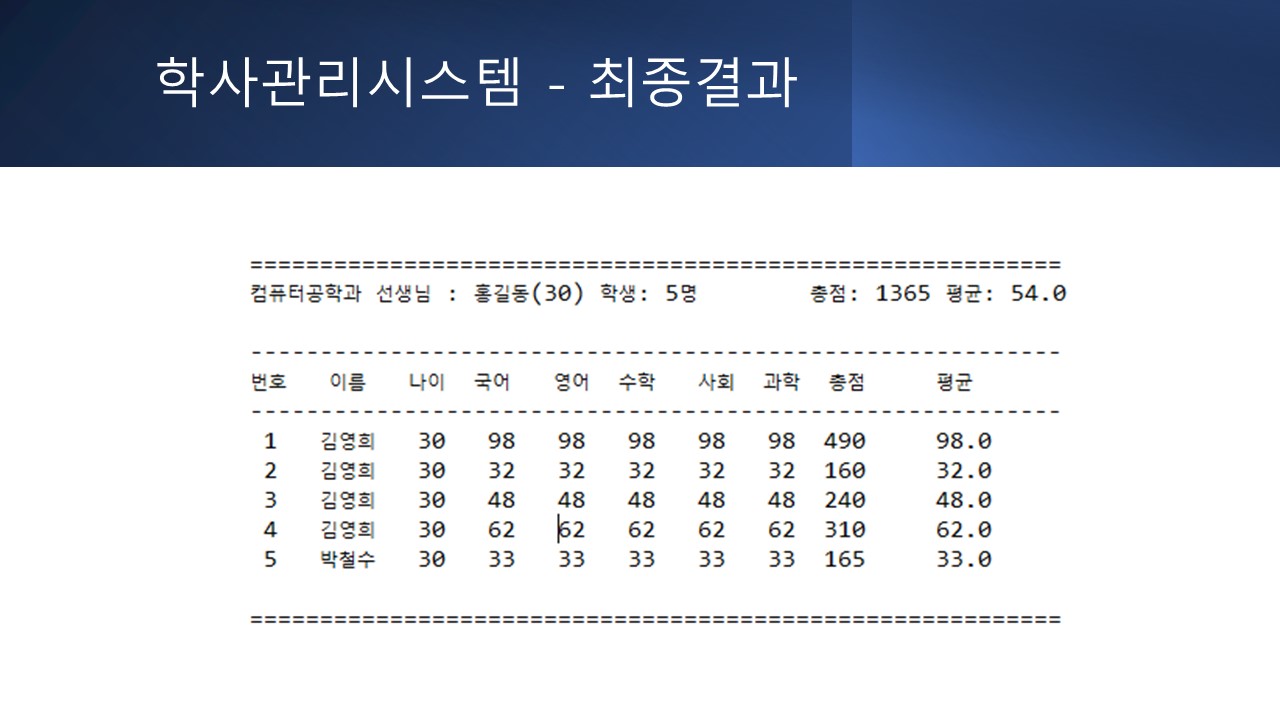 학사관리시스템 - 최종결과
==========================================================
컴퓨터공학과 선생님 : 홍길동(30) 학생: 5명 총점: 1365 평균: 54.0
----------------------------------------------------------
번호 이름 나이 국어 영어 수학 사회 과학 총점 평균
----------------------------------------------------------
1 김영희 30 98 98 98 98 98 490 98.0
2 김영희 30 32 32 32 32 32 160 32.0
3 김영희 30 48 48 48 48 48 240 48.0
4 김영희 30 62 62 62 62 62 310 62.0
5 박철수 30 33 33 33 33 33 165 33.0
==========================================================